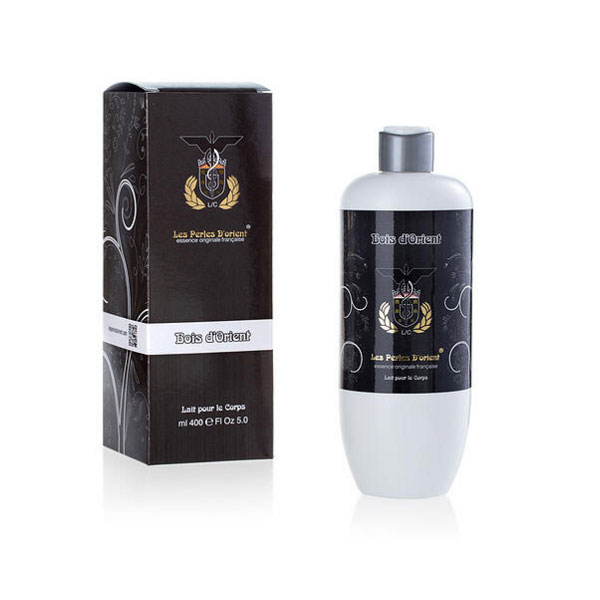 L/C
Les Perles D'orient®
essence originale française
Bois d'Orient
Lait pour le Corps
ml 400 e Fl Oz 5.0
Bois d'Orient
L/C
Les Perles D'orient®
essence originale française
Lait pour le Corps